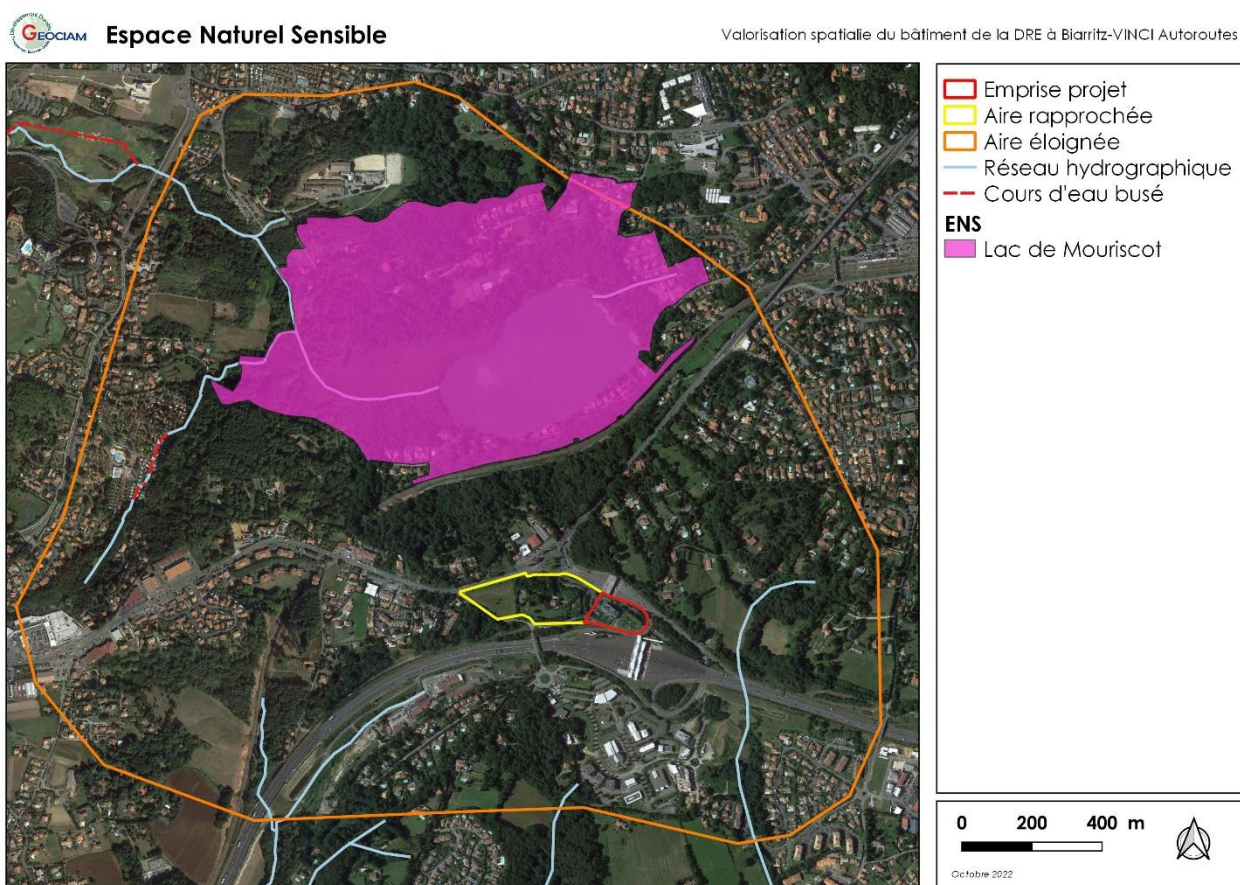 GEOCIAM
Espace Naturel Sensible
Valorisation spatialie du bâtiment de la DRE à Biarritz-VINCI Autoroutes
Emprise projet
Aire rapprochée
Aire éloignée
Réseau hydrographique
Cours d'eau busé
ENS
Lac de Mouriscot
0 200 400 m
Octobre 2022